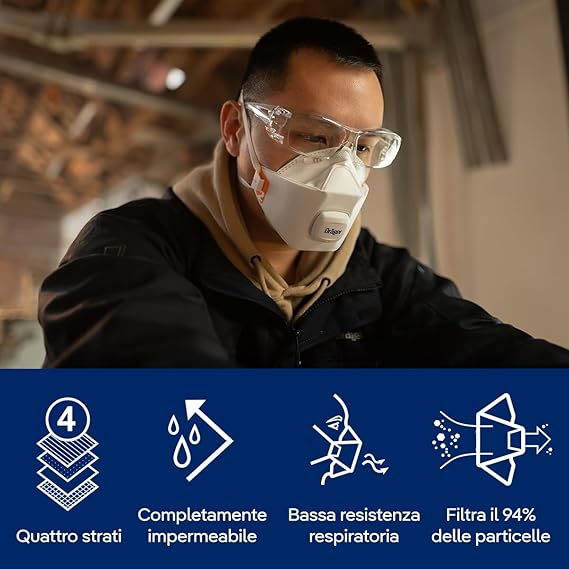 Dräger
4
Quattro strati
Completamente
impermeabile
Bassa resistenza
respiratoria
Filtra il 94%
delle particelle